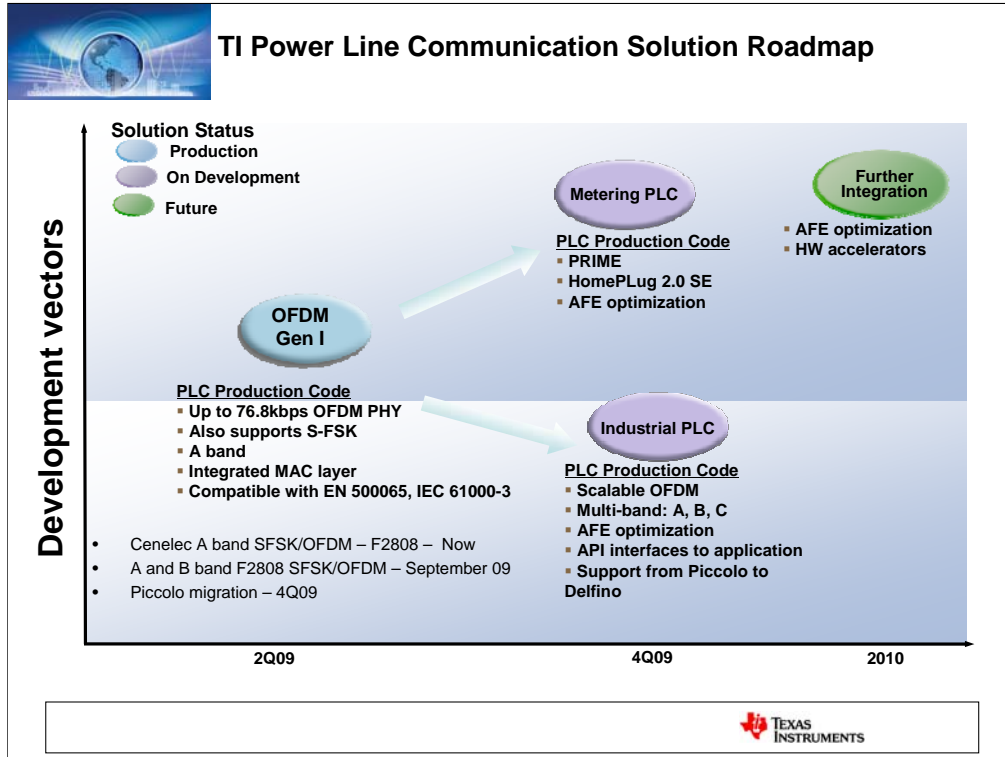 TI Power Line Communication Solution Roadmap
Solution Status
Production
On Development
Future
Development vectors
OFDM
Gen I
PLC Production Code
▪ Up to 76.8kbps OFDM PHY
▪ Also supports S-FSK
▪ A band
▪ Integrated MAC layer
▪ Compatible with EN 500065, IEC 61000-3
Metering PLC
PLC Production Code
▪ PRIME
▪ HomePLug 2.0 SE
▪ AFE optimization
Further
Integration
▪ AFE optimization
▪ HW accelerators
Industrial PLC
PLC Production Code
▪ Scalable OFDM
▪ Multi-band: A, B, C
▪ AFE optimization
▪ API interfaces to application
▪ Support from Piccolo to
Delfino
• Cenelec A band SFSK/OFDM – F2808 – Now
• A and B band F2808 SFSK/OFDM – September 09
• Piccolo migration – 4Q09
2Q09
4Q09
2010
TEXAS
INSTRUMENTS